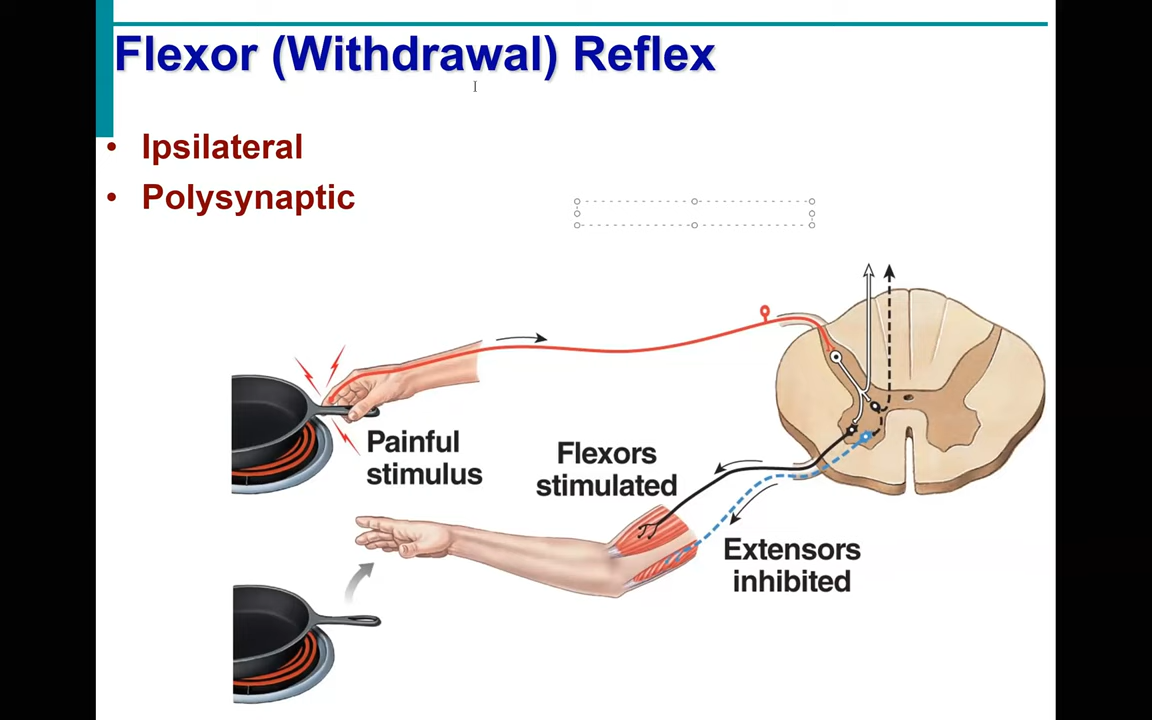 Flexor (Withdrawal) Reflex
• Ipsilateral
• Polysynaptic
Painful
stimulus
Flexors
stimulated
Extensors
inhibited